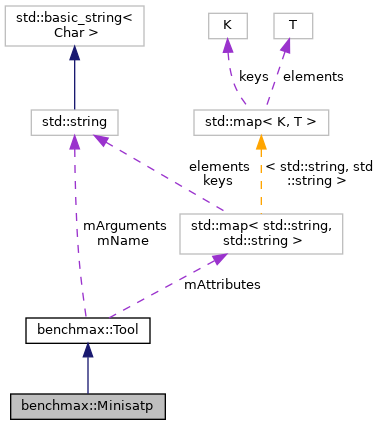 std::basic_string<
Char >
K
T
keys
elements
std::string
std::map< K, T >
elements
keys
< std::string, std
::string >
mArguments
mName
std::map< std::string,
std::string >
mAttributes
benchmax::Tool
benchmax::Minisatp